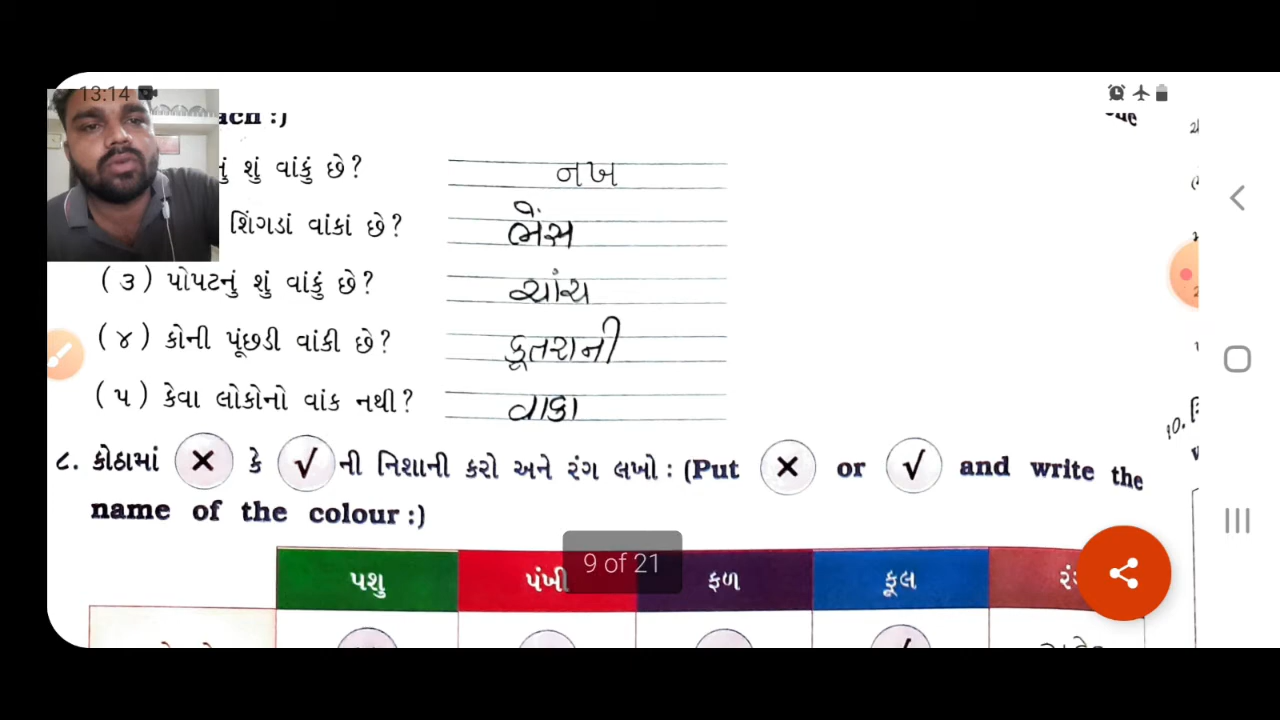 13:14
ach :)
નું શું વાંકું છે? નખ
શિંગડાં વાંકાં છે? ભેંસ
( ૩ ) પોપટનું શું વાંકું છે? ચાંચ
( ૪ ) કોની પૂંછડી વાંકી છે? કૂતરાની
( ૫ ) કેવા લોકોનો વાંક નથી? વાકા
૮. કોઠામાં × કે √ ની નિશાની કરો અને રંગ લખો : (Put × or √ and write the
name of the colour :)
9 of 21
પશુ પંખી ફળ ફૂલ
10.